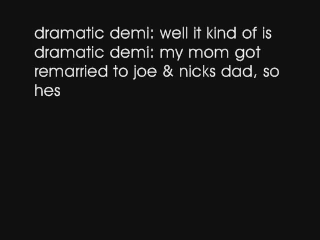 dramatic demi: well it kind of is
dramatic demi: my mom got
remarried to joe & nicks dad, so
hes